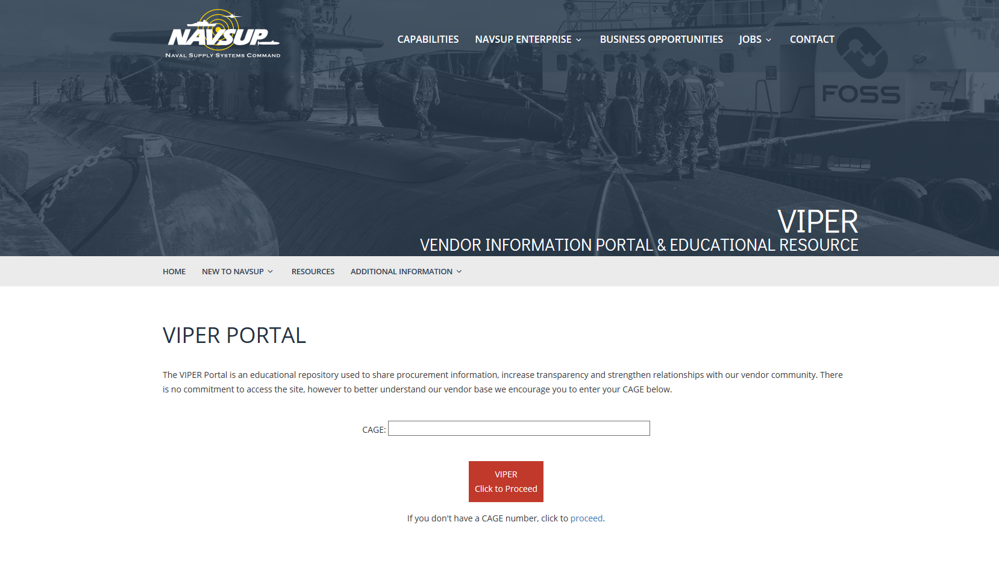 NAVSUP
NAVAL SUPPLY SYSTEMS COMMAND
CAPABILITIES NAVSUP ENTERPRISE BUSINESS OPPORTUNITIES JOBS CONTACT
FOSS
VIPER
VENDOR INFORMATION PORTAL & EDUCATIONAL RESOURCE
HOME NEW TO NAVSUP RESOURCES ADDITIONAL INFORMATION
VIPER PORTAL
The VIPER Portal is an educational repository used to share procurement information, increase transparency and strengthen relationships with our vendor community. There
is no commitment to access the site, however to better understand our vendor base we encourage you to enter your CAGE below.
CAGE:
VIPER
Click to Proceed
If you don't have a CAGE number, click to proceed.